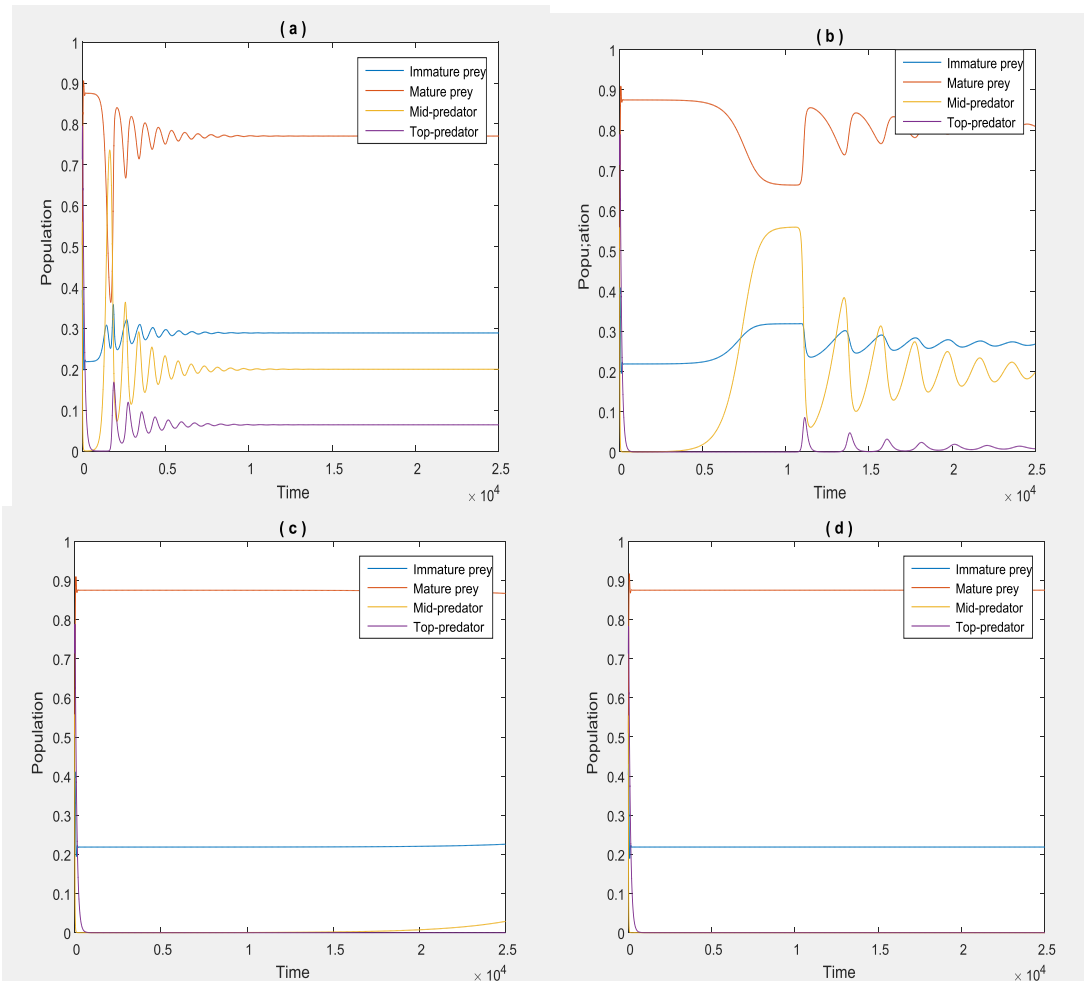 ( a )
1
0.9
0.8
0.7
0.6
0.5
0.4
0.3
0.2
0.1
0
Population
Immature prey
Mature prey
Mid-predator
Top-predator
0 0.5 1 1.5 2 2.5
Time
× 10⁴
( b )
1
0.9
0.8
0.7
0.6
0.5
0.4
0.3
0.2
0.1
0
Popu;ation
Immature prey
Mature prey
Mid-predator
Top-predator
0 0.5 1 1.5 2 2.5
Time
× 10⁴
( c )
1
0.9
0.8
0.7
0.6
0.5
0.4
0.3
0.2
0.1
0
Population
Immature prey
Mature prey
Mid-predator
Top-predator
0 0.5 1 1.5 2 2.5
Time
× 10⁴
( d )
1
0.9
0.8
0.7
0.6
0.5
0.4
0.3
0.2
0.1
0
Population
Immature prey
Mature prey
Mid-predator
Top-predator
0 0.5 1 1.5 2 2.5
Time
× 10⁴